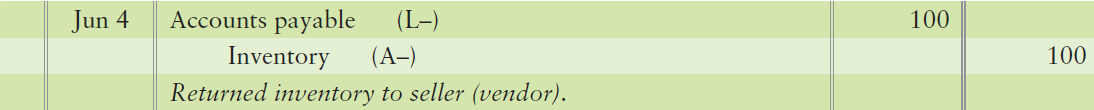 Jun 4 Accounts payable (L–) 100
Inventory (A–) 100
Returned inventory to seller (vendor).